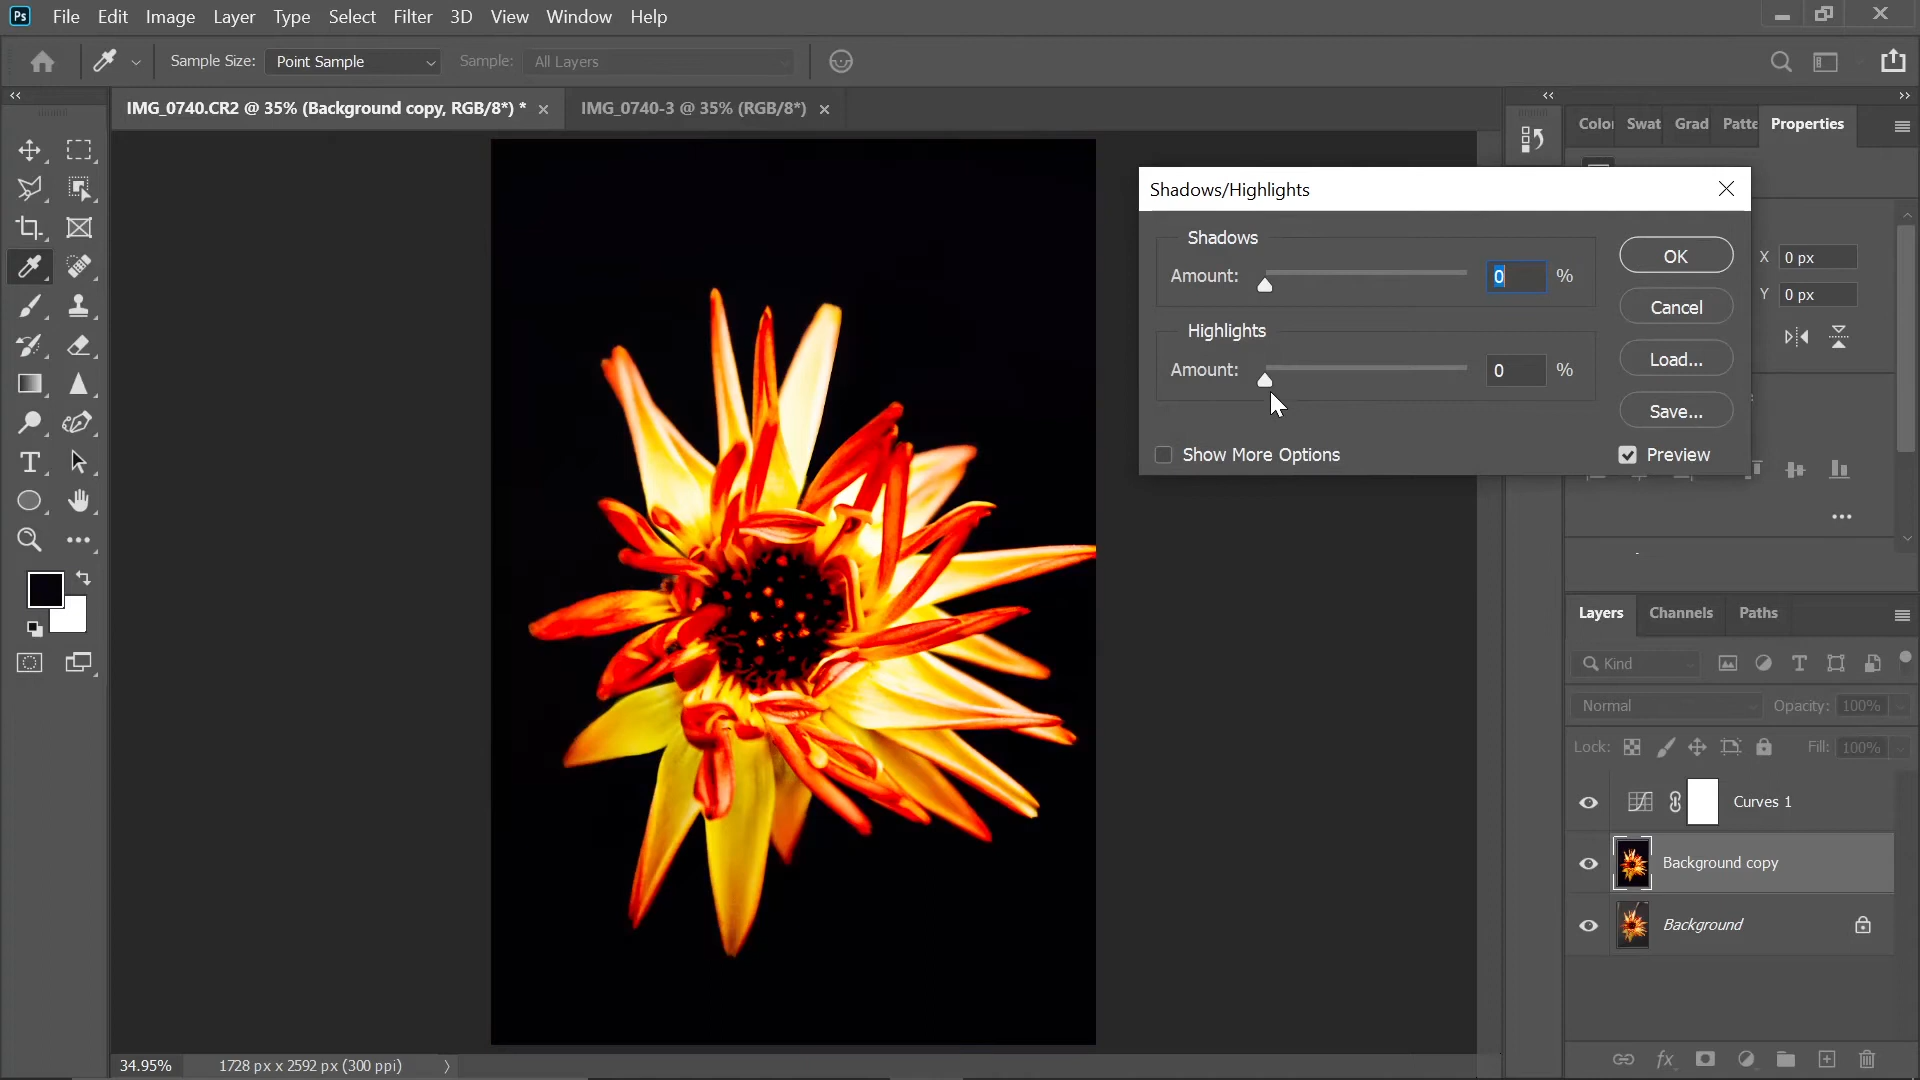 Ps File Edit Image Layer Type Select Filter 3D View Window Help
Sample Size: Point Sample Sample: All Layers
IMG_0740.CR2 @ 35% (Background copy, RGB/8*) * IMG_0740-3 @ 35% (RGB/8*)
Color Swat Grad Patte Properties
Shadows/Highlights
Shadows
Amount: 0 %
OK
X 0 px
Cancel
Y 0 px
Highlights
Amount: 0 %
Load...
Save...
Show More Options
Preview
T
Layers Channels Paths
Kind T
Normal Opacity: 100%
Lock: Fill: 100%
Curves 1
Background copy
Background
fx
34.95% 1728 px x 2592 px (300 ppi)